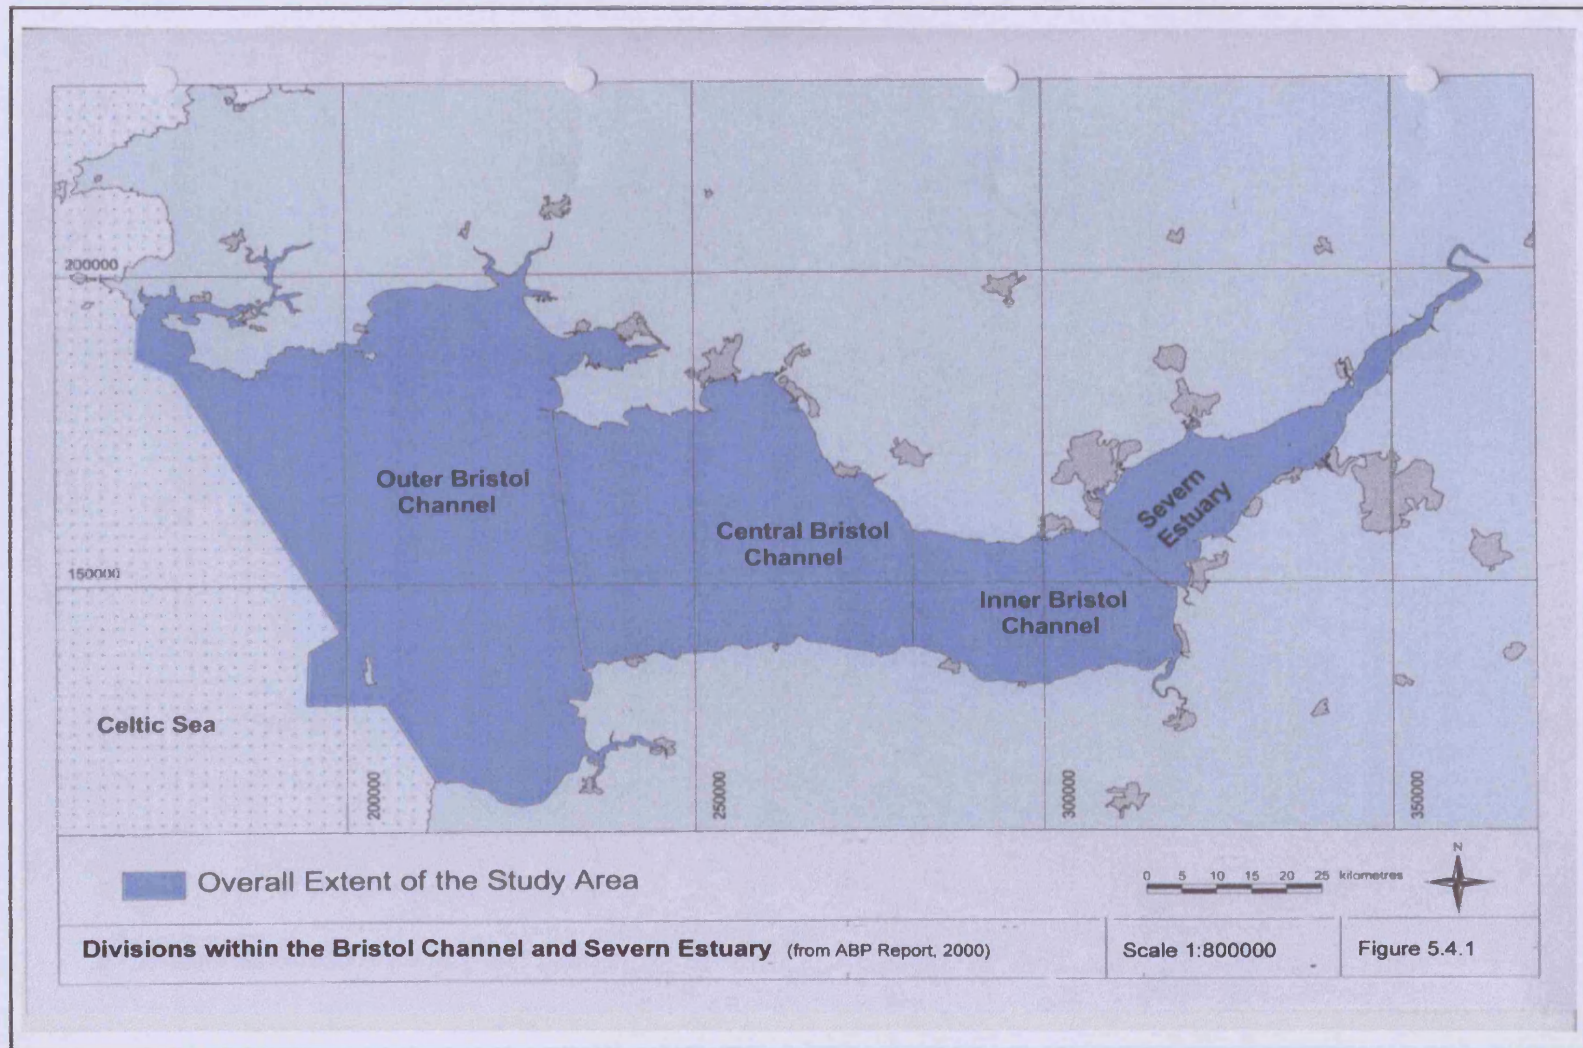 200000
Outer Bristol
Channel
Severn
Estuary
Central Bristol
Channel
150000
Inner Bristol
Channel
Celtic Sea
200000
250000
300000
350000
Overall Extent of the Study Area
0 5 10 15 20 25 kilometres
N
Divisions within the Bristol Channel and Severn Estuary (from ABP Report, 2000)
Scale 1:800000
Figure 5.4.1